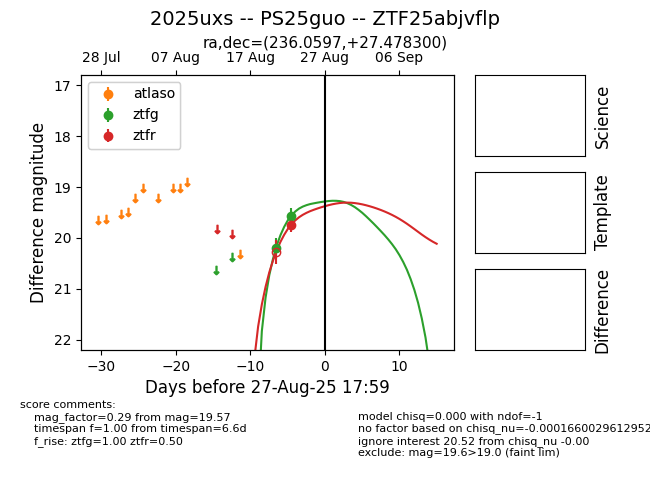 2025uxs -- PS25guo -- ZTF25abjvflp
ra,dec=(236.0597,+27.478300)
28 Jul 07 Aug 17 Aug 27 Aug 06 Sep
atlaso
ztfg
ztfr
17
18
19
20
21
22
Difference magnitude
−30 −20 −10 0 10
Days before 27-Aug-25 17:59
Science
Template
Difference
score comments:
mag_factor=0.29 from mag=19.57
timespan f=1.00 from timespan=6.6d
f_rise: ztfg=1.00 ztfr=0.50
model chisq=0.000 with ndof=-1
no factor based on chisq_nu=-0.0001660029612952
ignore interest 20.52 from chisq_nu -0.00
exclude: mag=19.6>19.0 (faint lim)